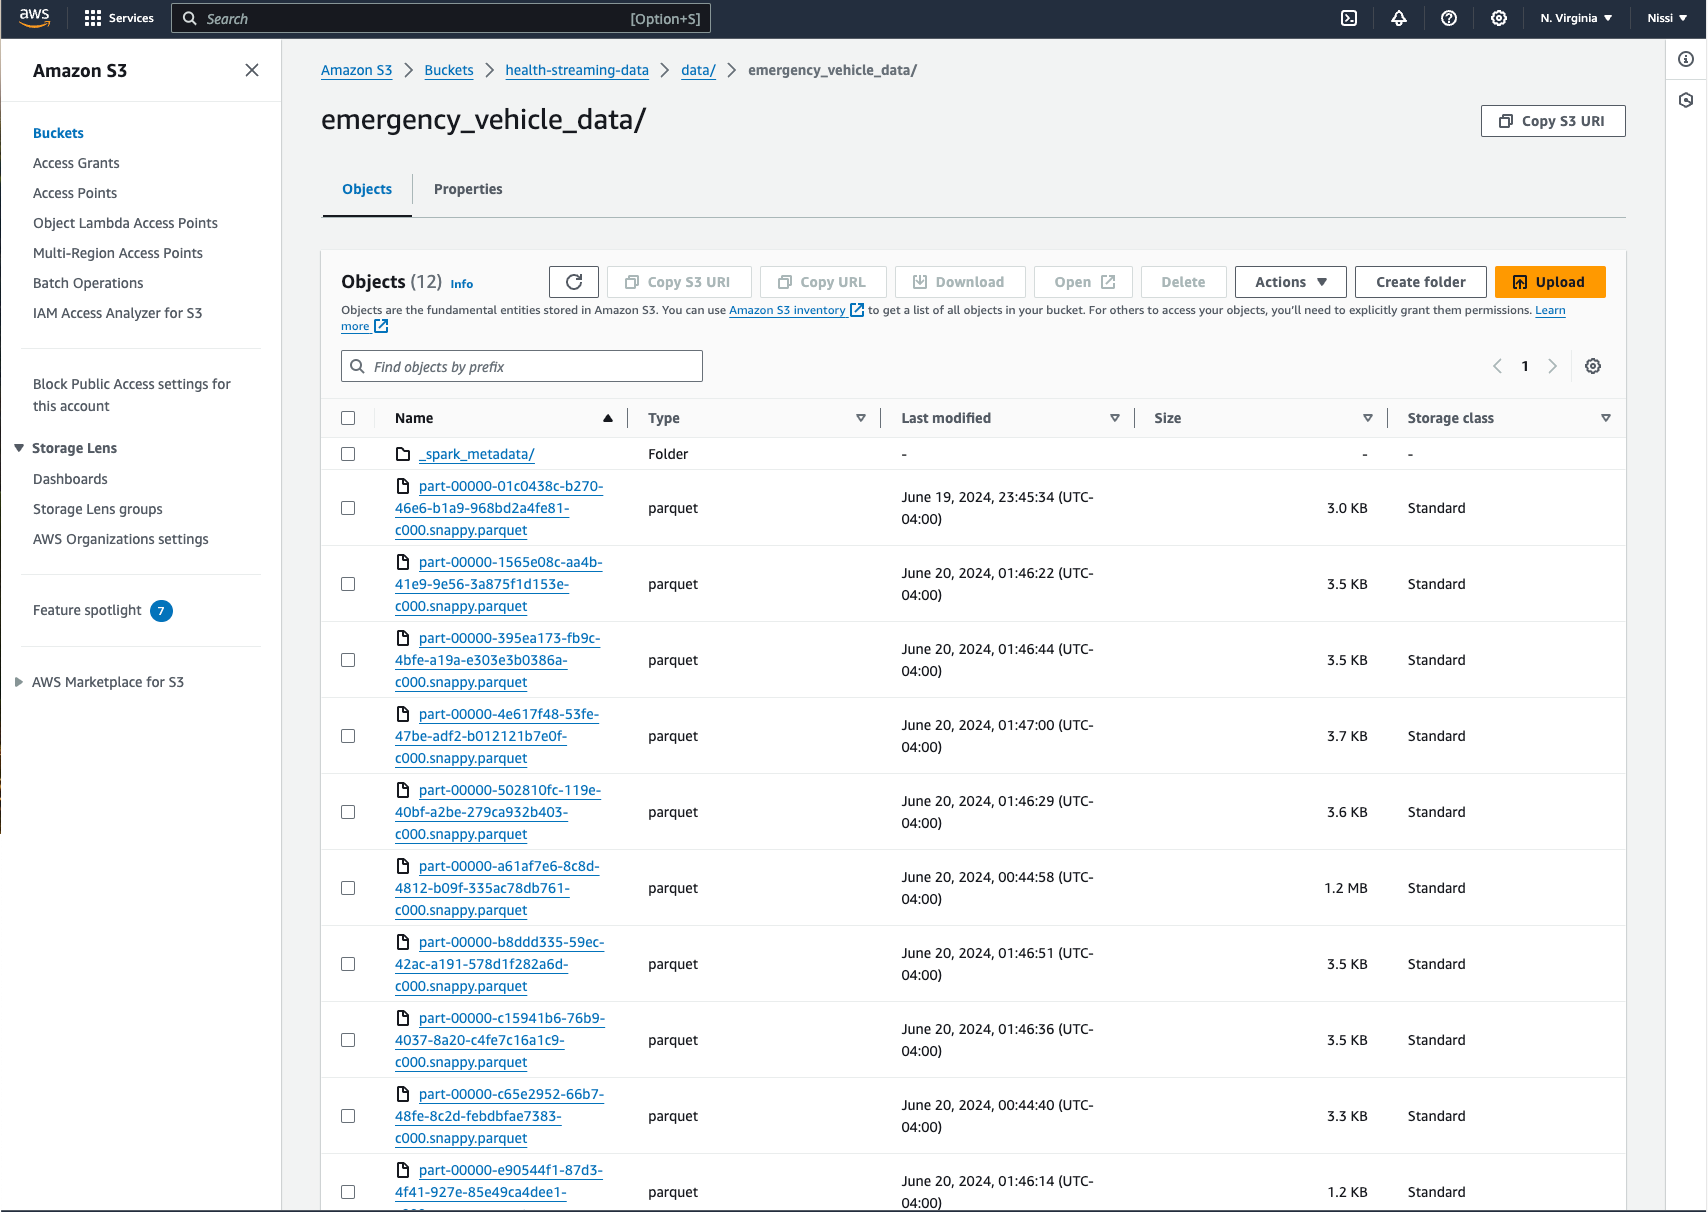 aws
Services
Search [Option+S]
N. Virginia
Nissi
Amazon S3
Buckets
Access Grants
Access Points
Object Lambda Access Points
Multi-Region Access Points
Batch Operations
IAM Access Analyzer for S3
Block Public Access settings for
this account
Storage Lens
Dashboards
Storage Lens groups
AWS Organizations settings
Feature spotlight 7
AWS Marketplace for S3
Amazon S3 Buckets health-streaming-data data/ emergency_vehicle_data/
emergency_vehicle_data/
Copy S3 URI
Objects Properties
Objects (12) Info
Copy S3 URI Copy URL Download Open Delete Actions Create folder Upload
Objects are the fundamental entities stored in Amazon S3. You can use Amazon S3 inventory to get a list of all objects in your bucket. For others to access your objects, you'll need to explicitly grant them permissions. Learn
more
Find objects by prefix
1
Name Type Last modified Size Storage class
_spark_metadata/ Folder - - -
part-00000-01c0438c-b270-
46e6-b1a9-968bd2a4fe81-
c000.snappy.parquet
parquet
June 19, 2024, 23:45:34 (UTC-
04:00)
3.0 KB
Standard
part-00000-1565e08c-aa4b-
41e9-9e56-3a875f1d153e-
c000.snappy.parquet
parquet
June 20, 2024, 01:46:22 (UTC-
04:00)
3.5 KB
Standard
part-00000-395ea173-fb9c-
4bfe-a19a-e303e3b0386a-
c000.snappy.parquet
parquet
June 20, 2024, 01:46:44 (UTC-
04:00)
3.5 KB
Standard
part-00000-4e617f48-53fe-
47be-adf2-b012121b7e0f-
c000.snappy.parquet
parquet
June 20, 2024, 01:47:00 (UTC-
04:00)
3.7 KB
Standard
part-00000-502810fc-119e-
40bf-a2be-279ca932b403-
c000.snappy.parquet
parquet
June 20, 2024, 01:46:29 (UTC-
04:00)
3.6 KB
Standard
part-00000-a61af7e6-8c8d-
4812-b09f-335ac78db761-
c000.snappy.parquet
parquet
June 20, 2024, 00:44:58 (UTC-
04:00)
1.2 MB
Standard
part-00000-b8ddd335-59ec-
42ac-a191-578d1f282a6d-
c000.snappy.parquet
parquet
June 20, 2024, 01:46:51 (UTC-
04:00)
3.5 KB
Standard
part-00000-c15941b6-76b9-
4037-8a20-c4fe7c16a1c9-
c000.snappy.parquet
parquet
June 20, 2024, 01:46:36 (UTC-
04:00)
3.5 KB
Standard
part-00000-c65e2952-66b7-
48fe-8c2d-febdbfae7383-
c000.snappy.parquet
parquet
June 20, 2024, 00:44:40 (UTC-
04:00)
3.3 KB
Standard
part-00000-e90544f1-87d3-
4f41-927e-85e49ca4dee1-
parquet
June 20, 2024, 01:46:14 (UTC-
04:00)
1.2 KB
Standard